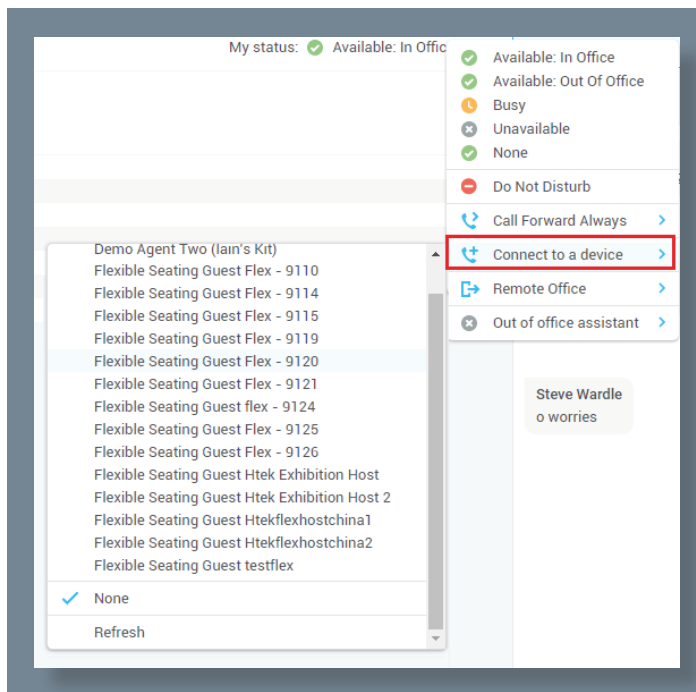 My status: Available: In Offic
Available: In Office
Available: Out Of Office
Busy
Unavailable
None
Do Not Disturb
Call Forward Always
Connect to a device
Remote Office
Out of office assistant
Demo Agent Two (Iain's Kit)
Flexible Seating Guest Flex - 9110
Flexible Seating Guest Flex - 9114
Flexible Seating Guest Flex - 9115
Flexible Seating Guest Flex - 9119
Flexible Seating Guest Flex - 9120
Flexible Seating Guest Flex - 9121
Flexible Seating Guest flex - 9124
Flexible Seating Guest Flex - 9125
Flexible Seating Guest Flex - 9126
Flexible Seating Guest Htek Exhibition Host
Flexible Seating Guest Htek Exhibition Host 2
Flexible Seating Guest Htekflexhostchina1
Flexible Seating Guest Htekflexhostchina2
Flexible Seating Guest testflex
None
Refresh
Steve Wardle
o worries